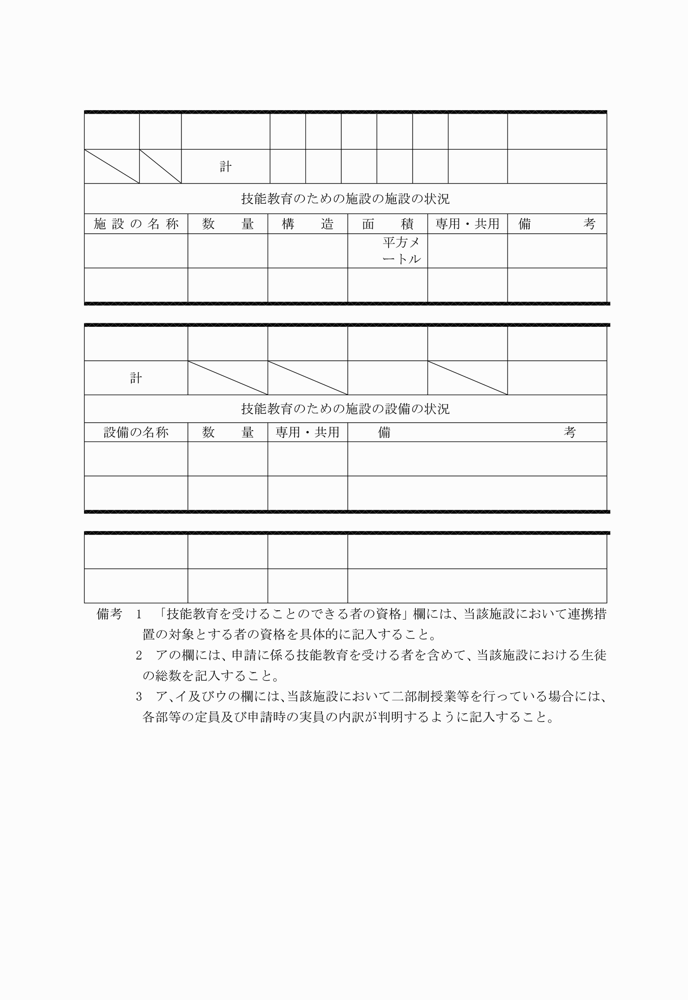 計
技能教育のための施設の施設の状況
施設の名称 数量 構造 面積 専用・共用 備考
平方メ
ートル
計
技能教育のための施設の設備の状況
設備の名称 数量 専用・共用 備考
備考 1 「技能教育を受けることのできる者の資格」欄には、当該施設において連携措
置の対象とする者の資格を具体的に記入すること。
2 アの欄には、申請に係る技能教育を受ける者を含めて、当該施設における生徒
の総数を記入すること。
3 ア、イ及びウの欄には、当該施設において二部制授業等を行っている場合には、
各部等の定員及び申請時の実員の内訳が判明するように記入すること。